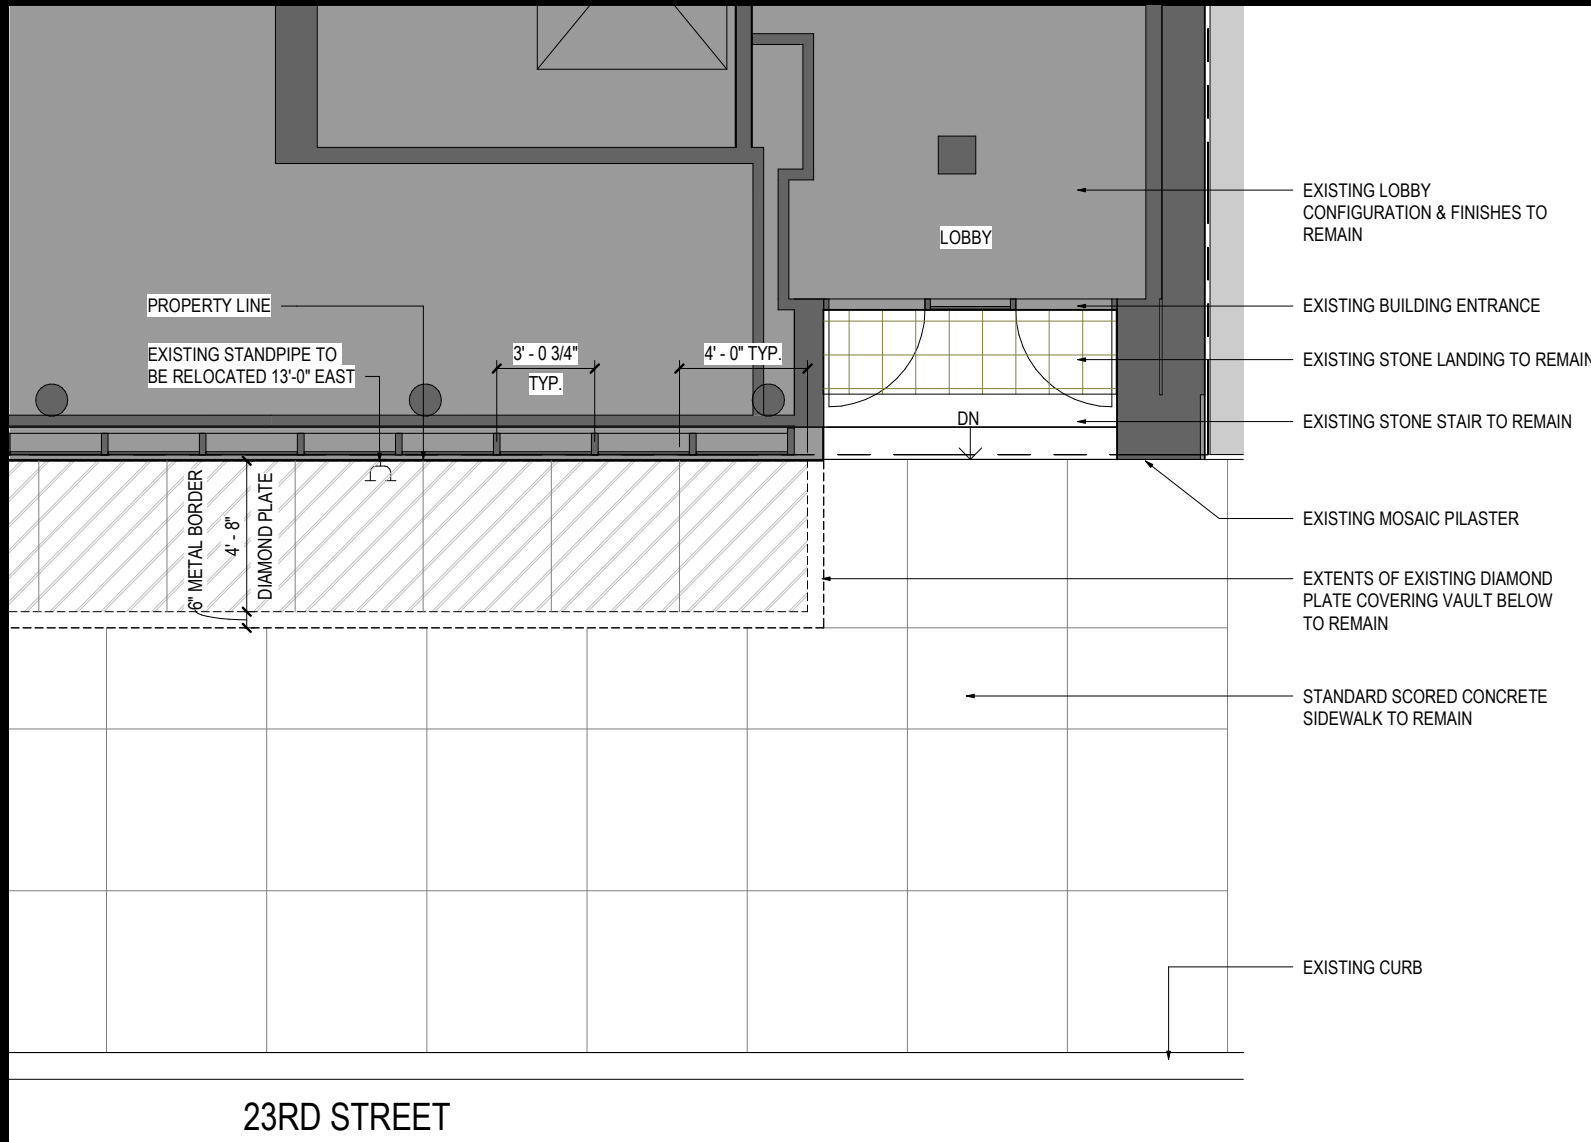 EXISTING LOBBY
CONFIGURATION & FINISHES TO
REMAIN
LOBBY
PROPERTY LINE
EXISTING BUILDING ENTRANCE
EXISTING STANDPIPE TO
BE RELOCATED 13'-0" EAST
3' - 0 3/4"
TYP.
4' - 0" TYP.
EXISTING STONE LANDING TO REMAIN
DN
EXISTING STONE STAIR TO REMAIN
6" METAL BORDER
4' - 8"
DIAMOND PLATE
EXISTING MOSAIC PILASTER
EXTENTS OF EXISTING DIAMOND
PLATE COVERING VAULT BELOW
TO REMAIN
STANDARD SCORED CONCRETE
SIDEWALK TO REMAIN
EXISTING CURB
23RD STREET